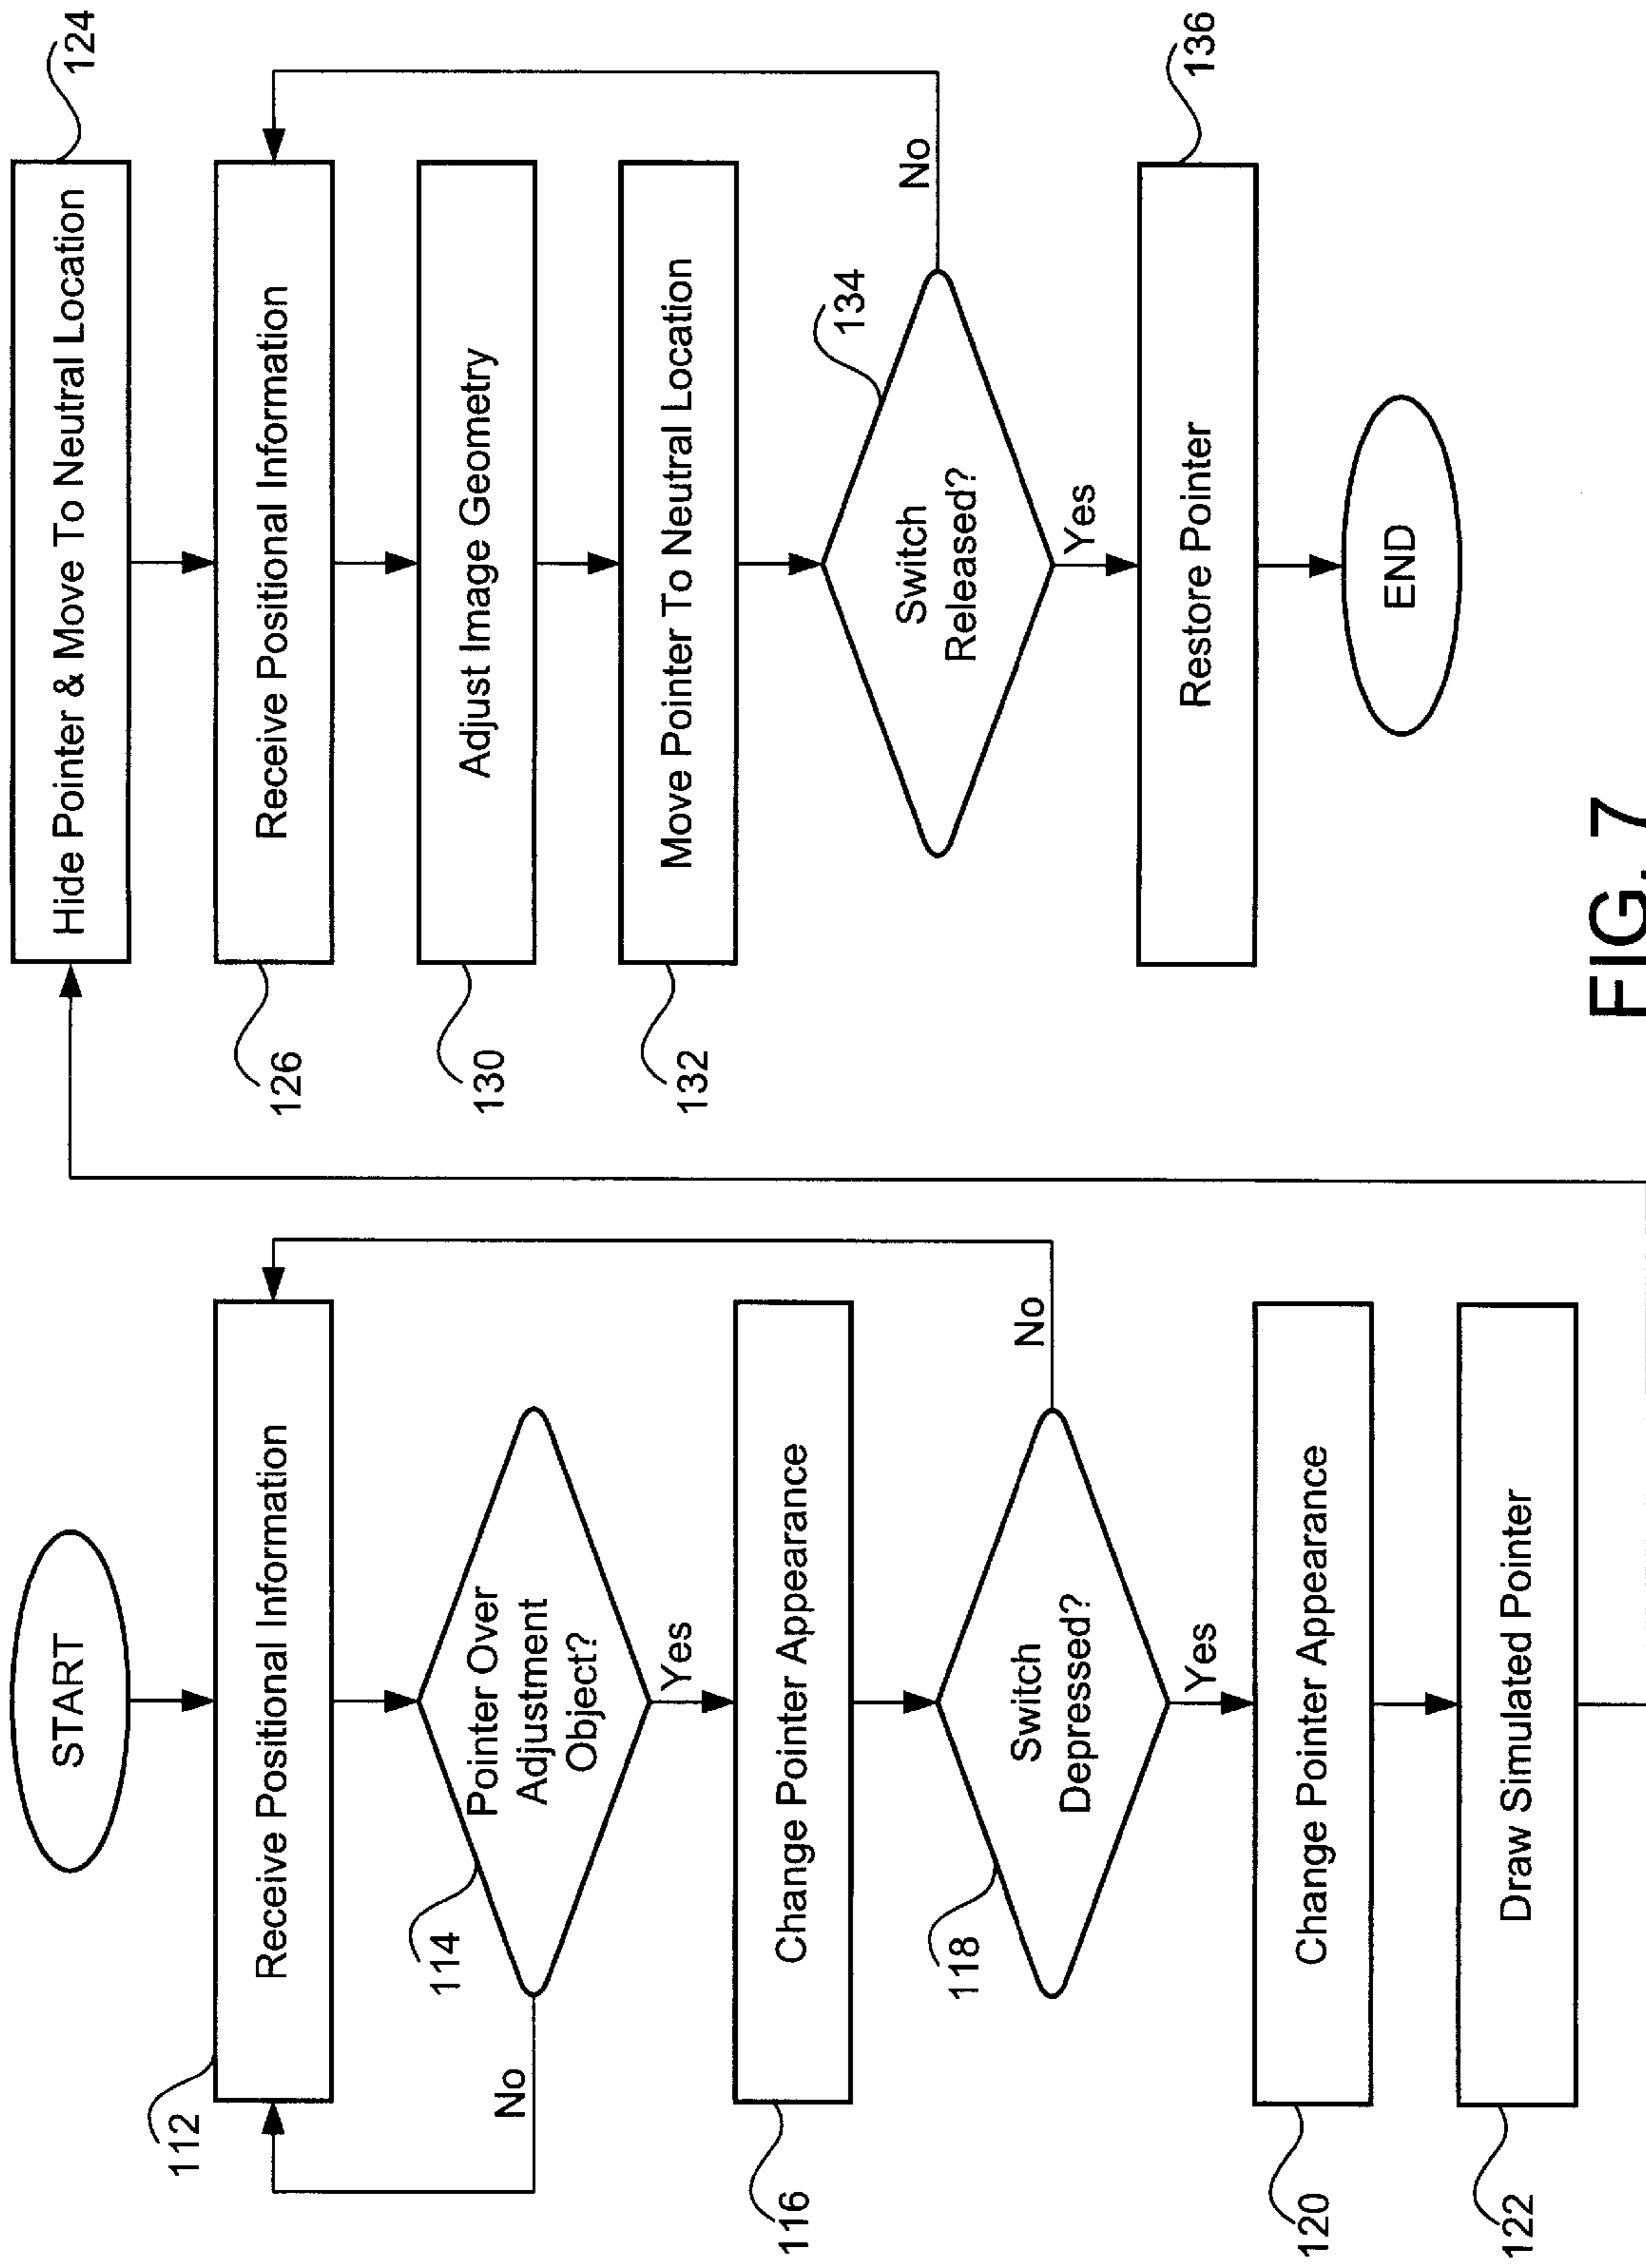 START
112
Receive Positional Information
114
Pointer Over
Adjustment
Object?
No
Yes
116
Change Pointer Appearance
118
Switch
Depressed?
No
Yes
120
Change Pointer Appearance
122
Draw Simulated Pointer
Hide Pointer & Move To Neutral Location
124
Receive Positional Information
126
Adjust Image Geometry
130
Move Pointer To Neutral Location
132
134
Switch
Released?
No
Yes
Restore Pointer
136
END
FIG. 7